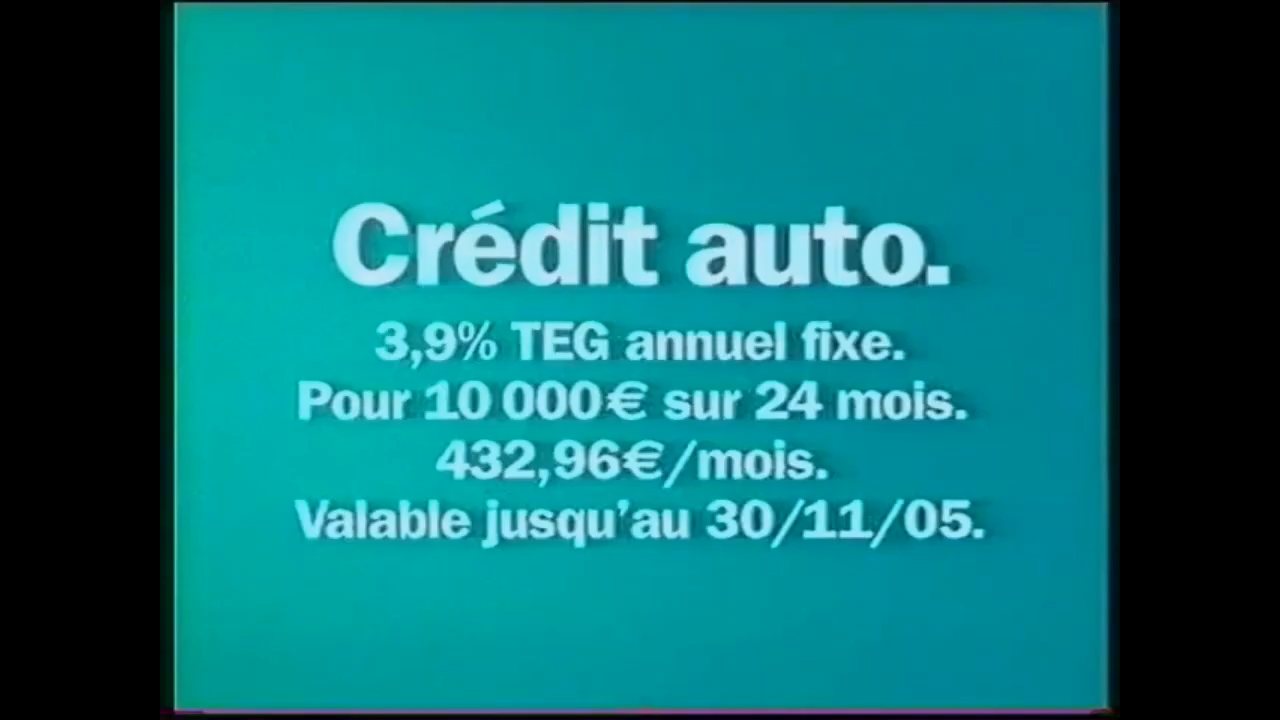 Crédit auto.
3,9% TEG annuel fixe.
Pour 10 000€ sur 24 mois.
432,96€/mois.
Valable jusqu'au 30/11/05.